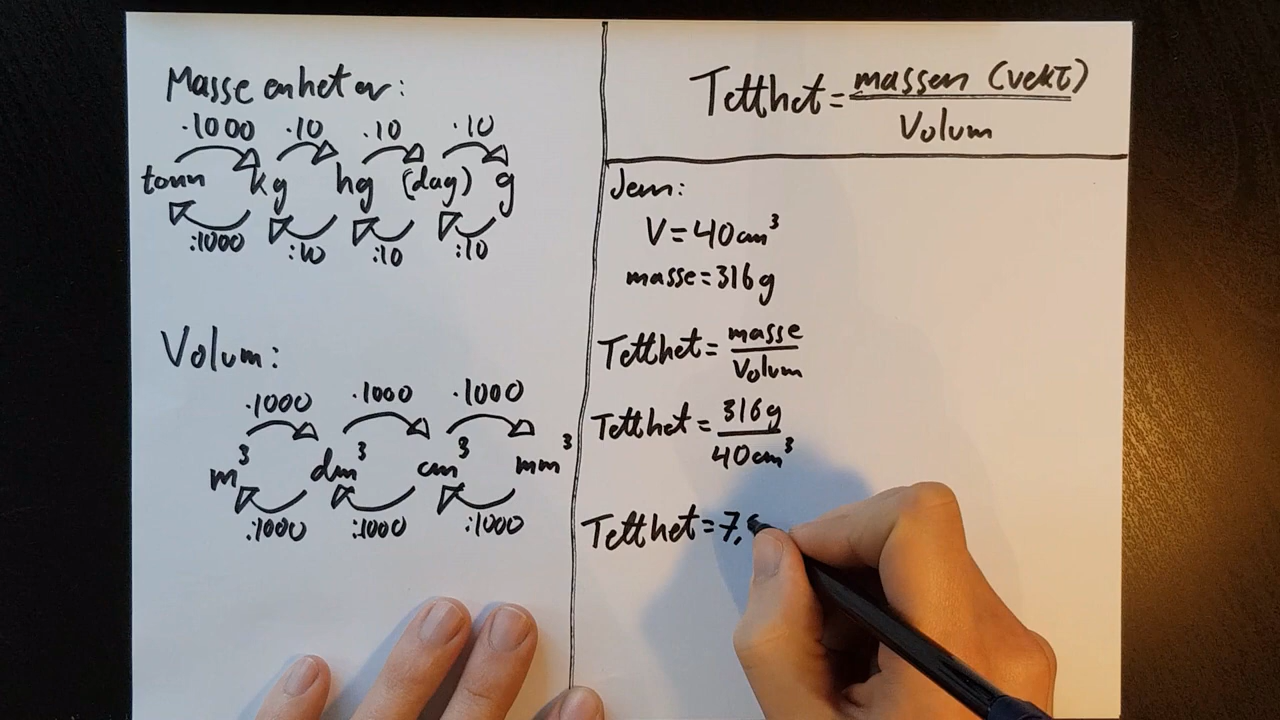 Masse enheter:
.1000 .10 .10 .10
tonn kg hg (dag) g
:1000 :10 :10 :10
Volum:
.1000 .1000 .1000
m³ dm³ cm³ mm³
:1000 :1000 :1000
Tetthet = massen (vekt)
Volum
Jern:
V = 40cm³
masse = 316g
Tetthet = masse
Volum
Tetthet = 316g
40cm³
Tetthet = 7,